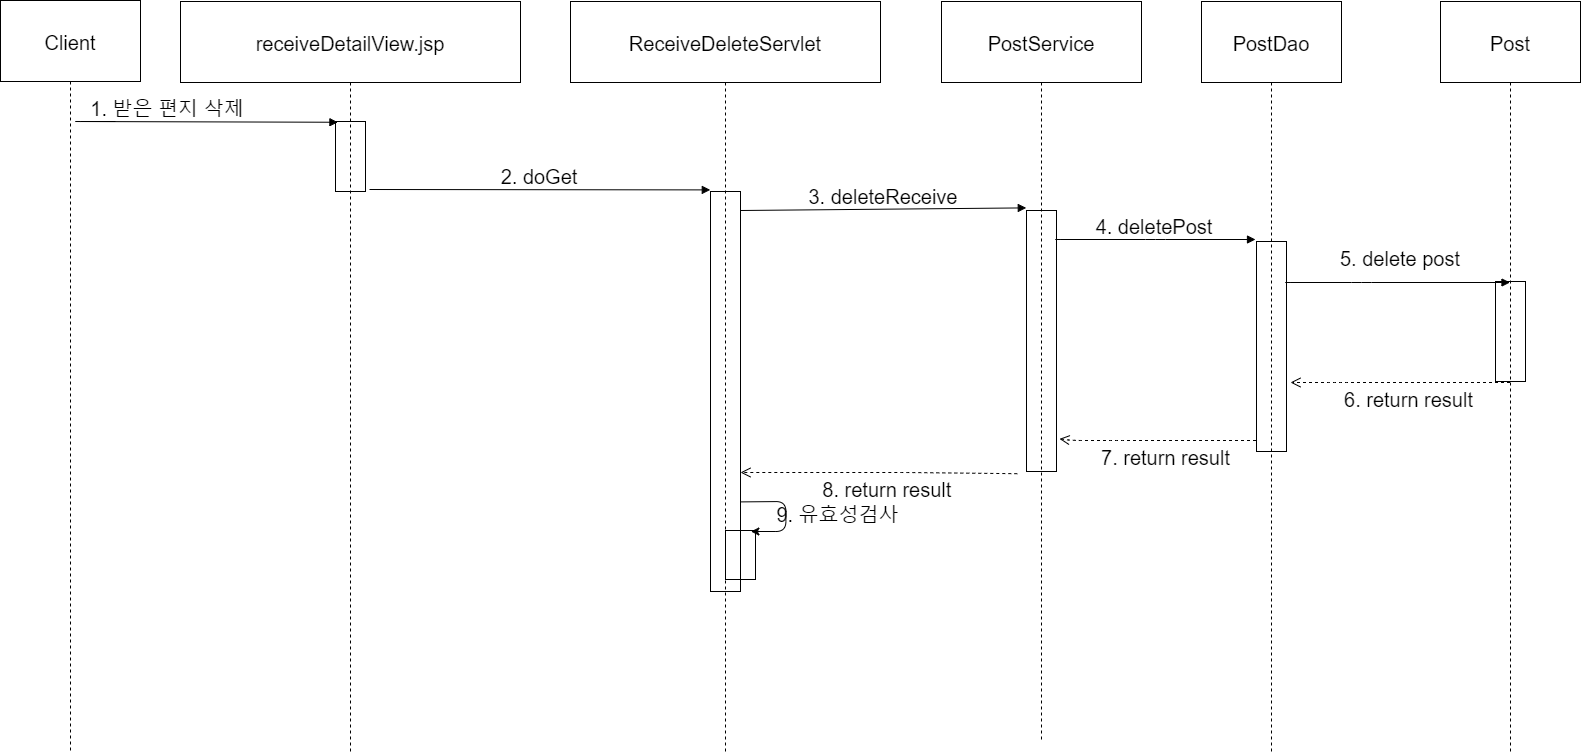 Client
receiveDetailView.jsp
ReceiveDeleteServlet
PostService
PostDao
Post
1. 받은 편지 삭제
2. doGet
3. deleteReceive
4. deletePost
5. delete post
6. return result
7. return result
8. return result
9. 유효성검사